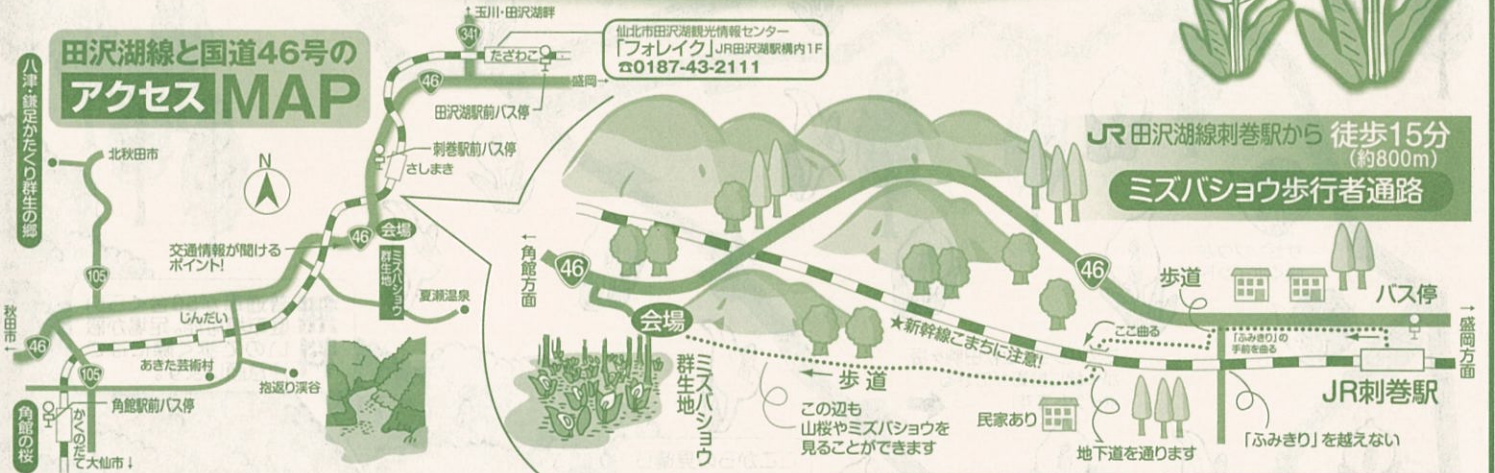 田沢湖線と国道46号の
アクセスMAP
八津・鎌足かたくり群生の郷
北秋田市
N
↑玉川・田沢湖畔
341
たざわこ
仙北市田沢湖観光情報センター
「フォレイク」JR田沢湖駅構内1F
☎0187-43-2111
46
盛岡→
田沢湖駅前バス停
刺巻駅前バス停
さしまき
46
会場
ミズバショウ
群生地
交通情報が聞ける
ポイント!
夏瀬温泉
105
秋田市
←
46
じんだい
あきた芸術村
抱返り渓谷
105
角館駅前バス停
角館の桜
かくのだて
大仙市↓
JR田沢湖線刺巻駅から 徒歩15分
(約800m)
ミズバショウ歩行者通路
←角館方面
46
会場
ミズバショウ
群生地
46
★新幹線こまちに注意!
歩道
ここ曲る
「ふみきり」の
手前を曲る
バス停
→盛岡方面
JR刺巻駅
←歩道
この辺も
山桜やミズバショウを
見ることができます
民家あり
地下道を通ります
「ふみきり」を越えない